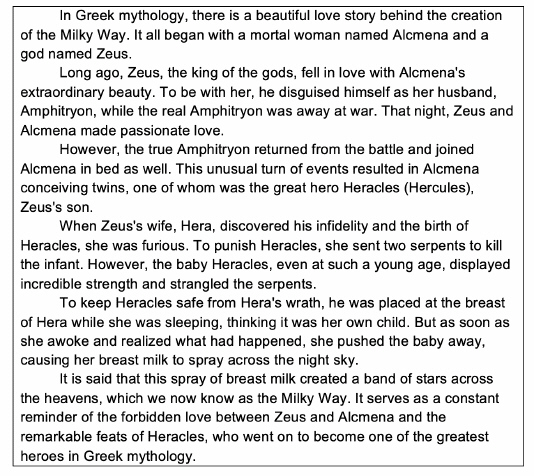 In Greek mythology, there is a beautiful love story behind the creation
of the Milky Way. It all began with a mortal woman named Alcmena and a
god named Zeus.
Long ago, Zeus, the king of the gods, fell in love with Alcmena's
extraordinary beauty. To be with her, he disguised himself as her husband,
Amphitryon, while the real Amphitryon was away at war. That night, Zeus and
Alcmena made passionate love.
However, the true Amphitryon returned from the battle and joined
Alcmena in bed as well. This unusual turn of events resulted in Alcmena
conceiving twins, one of whom was the great hero Heracles (Hercules),
Zeus's son.
When Zeus's wife, Hera, discovered his infidelity and the birth of
Heracles, she was furious. To punish Heracles, she sent two serpents to kill
the infant. However, the baby Heracles, even at such a young age, displayed
incredible strength and strangled the serpents.
To keep Heracles safe from Hera's wrath, he was placed at the breast
of Hera while she was sleeping, thinking it was her own child. But as soon as
she awoke and realized what had happened, she pushed the baby away,
causing her breast milk to spray across the night sky.
It is said that this spray of breast milk created a band of stars across
the heavens, which we now know as the Milky Way. It serves as a constant
reminder of the forbidden love between Zeus and Alcmena and the
remarkable feats of Heracles, who went on to become one of the greatest
heroes in Greek mythology.